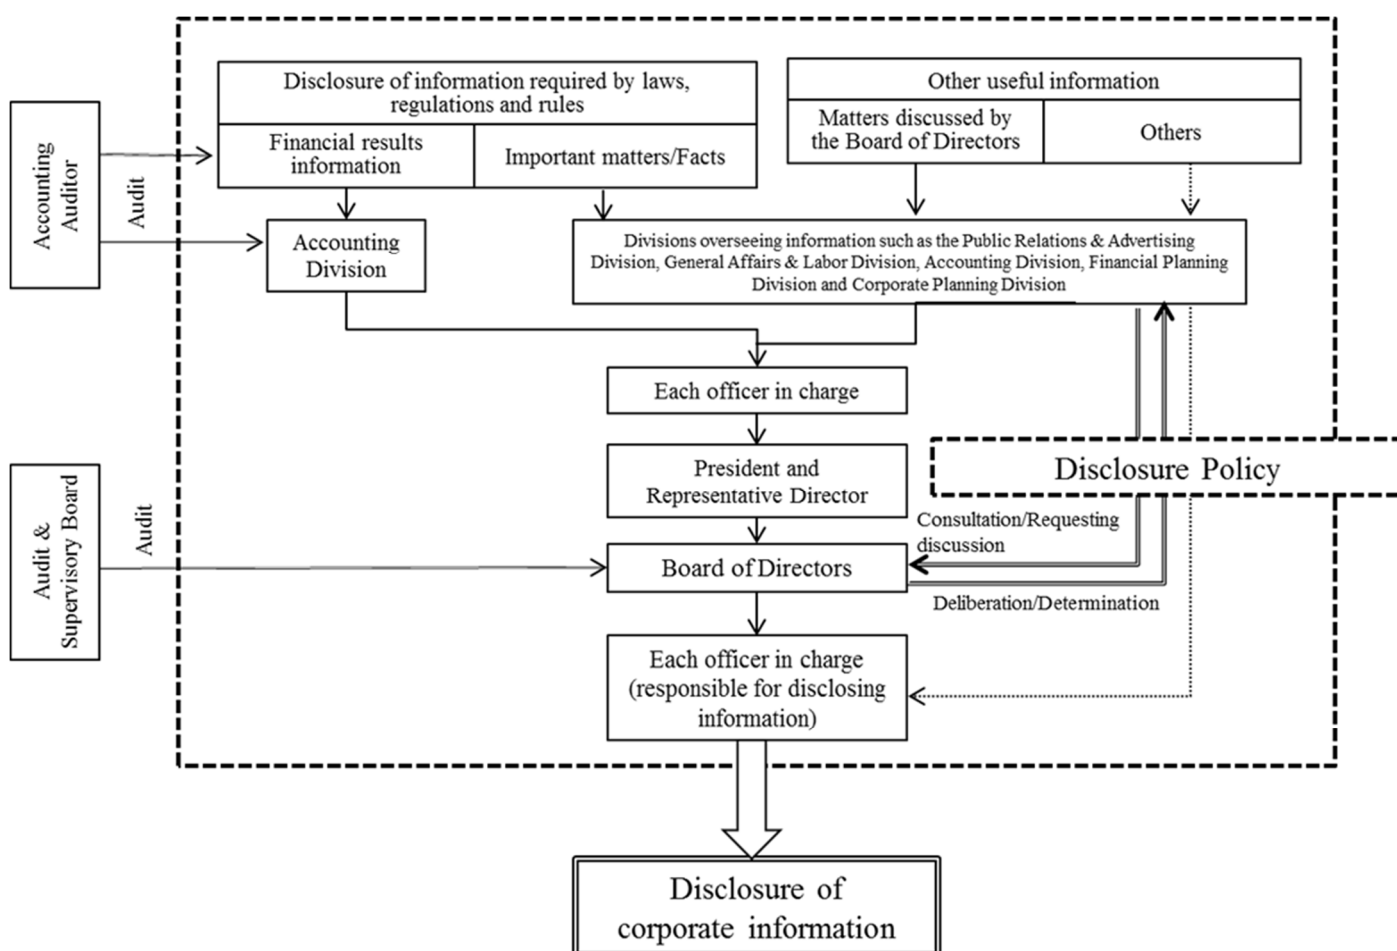 Disclosure of information required by laws,
regulations and rules
Financial results
information
Important matters/Facts
Other useful information
Matters discussed by
the Board of Directors
Others
Accounting
Auditor
Audit
Accounting
Division
Divisions overseeing information such as the Public Relations & Advertising
Division, General Affairs & Labor Division, Accounting Division, Financial Planning
Division and Corporate Planning Division
Each officer in charge
President and
Representative Director
Disclosure Policy
Consultation/Requesting
discussion
Audit &
Supervisory Board
Audit
Board of Directors
Deliberation/Determination
Each officer in charge
(responsible for disclosing
information)
Disclosure of
corporate information